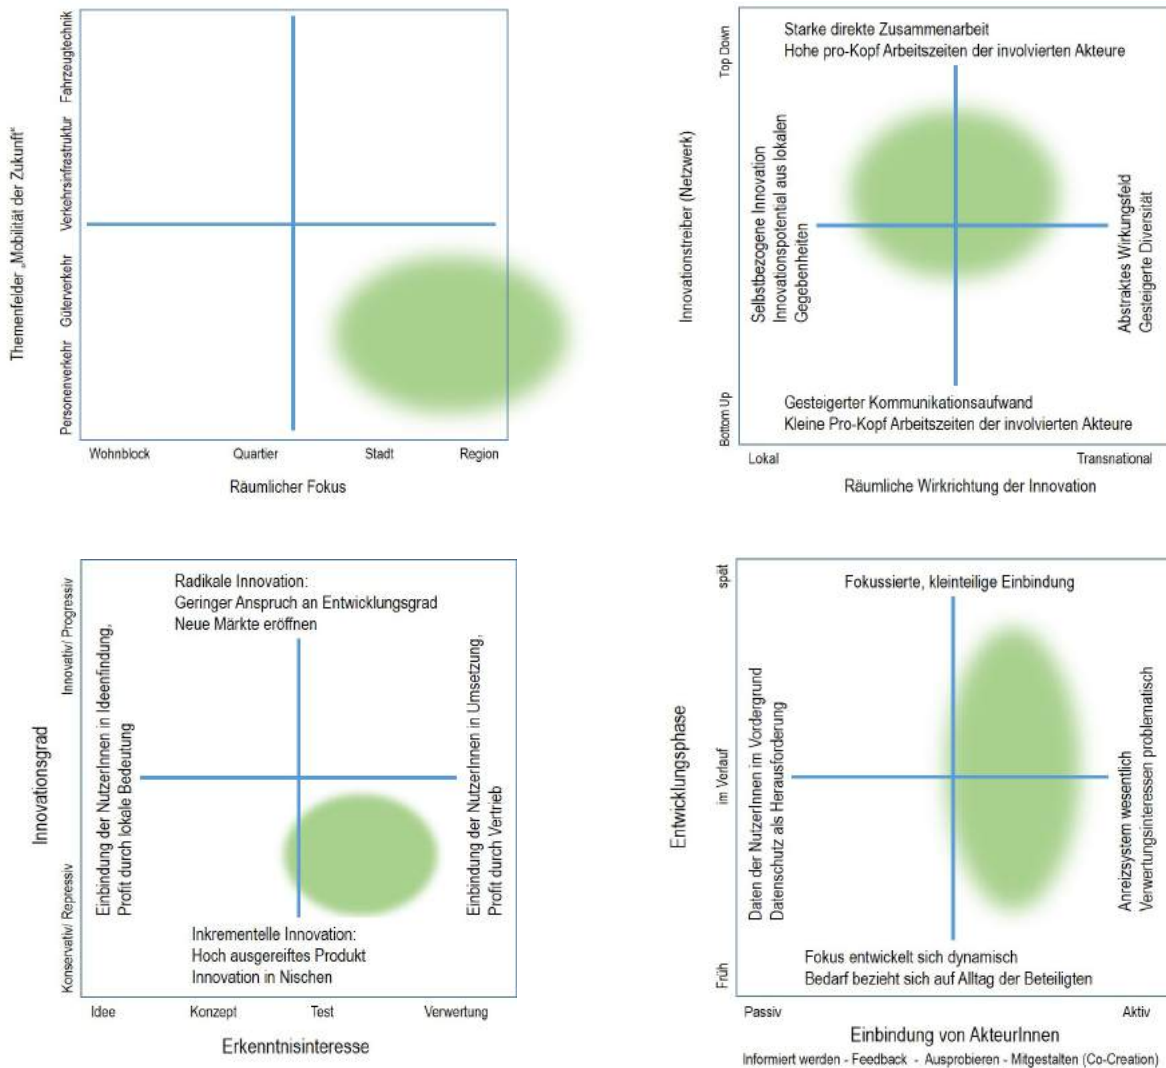 Themenfelder „Mobilität der Zukunft“
Fahrzeugtechnik
Verkehrsinfrastruktur
Güterverkehr
Personenverkehr
Wohnblock
Quartier
Stadt
Region
Räumlicher Fokus
Innovationstreiber (Netzwerk)
Top Down
Bottom Up
Starke direkte Zusammenarbeit
Hohe pro-Kopf Arbeitszeiten der involvierten Akteure
Selbstbezogene Innovation
Innovationspotential aus lokalen
Gegebenheiten
Abstraktes Wirkungsfeld
Gesteigerte Diversität
Gesteigerter Kommunikationsaufwand
Kleine Pro-Kopf Arbeitszeiten der involvierten Akteure
Lokal
Transnational
Räumliche Wirkrichtung der Innovation
Innovationsgrad
Innovativ/ Progressiv
Konservativ/ Repressiv
Radikale Innovation:
Geringer Anspruch an Entwicklungsgrad
Neue Märkte eröffnen
Einbindung der NutzerInnen in Ideenfindung,
Profit durch lokale Bedeutung
Einbindung der NutzerInnen in Umsetzung,
Profit durch Vertrieb
Inkrementelle Innovation:
Hoch ausgereiftes Produkt
Innovation in Nischen
Idee
Konzept
Test
Verwertung
Erkenntnisinteresse
Entwicklungsphase
spät
im Verlauf
Früh
Fokussierte, kleinteilige Einbindung
Daten der NutzerInnen im Vordergrund
Datenschutz als Herausforderung
Anreizsystem wesentlich
Verwertungsinteressen problematisch
Fokus entwickelt sich dynamisch
Bedarf bezieht sich auf Alltag der Beteiligten
Passiv
Aktiv
Einbindung von AkteurInnen
Informiert werden - Feedback - Ausprobieren - Mitgestalten (Co-Creation)